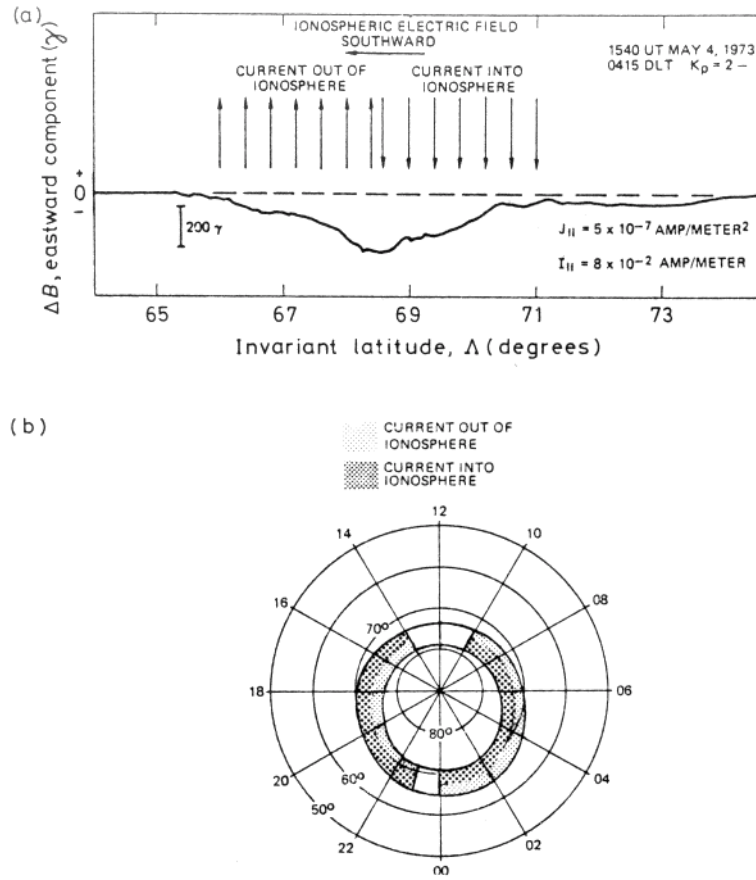 (a)
IONOSPHERIC ELECTRIC FIELD
SOUTHWARD
CURRENT OUT OF
IONOSPHERE
CURRENT INTO
IONOSPHERE
1540 UT MAY 4, 1973
0415 DLT Kp = 2 –
ΔB, eastward component (γ)
+
0
–
200 γ
J|| = 5 x 10⁻⁷ AMP/METER²
I|| = 8 x 10⁻² AMP/METER
65 67 69 71 73
Invariant latitude, Λ (degrees)
(b)
CURRENT OUT OF
IONOSPHERE
CURRENT INTO
IONOSPHERE
12
14 10
16 08
70°
18 06
80°
20 60° 04
50°
22 02
00